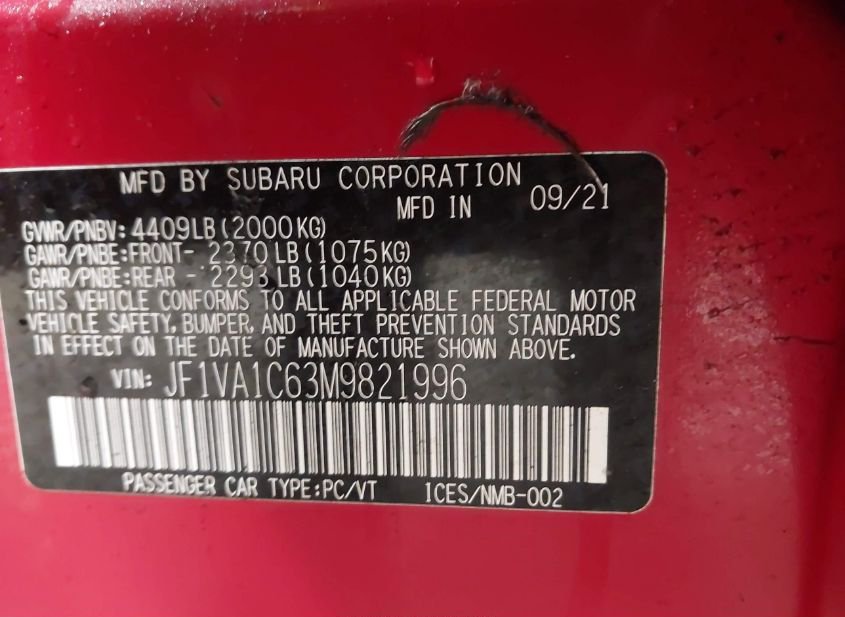 MFD BY SUBARU CORPORATION
MFD IN 09/21
GVWR/PNBV: 4409LB(2000KG)
GAWR/PNBE:FRONT- 2370LB(1075KG)
GAWR/PNBE:REAR - 2293LB(1040KG)
THIS VEHICLE CONFORMS TO ALL APPLICABLE FEDERAL MOTOR
VEHICLE SAFETY, BUMPER, AND THEFT PREVENTION STANDARDS
IN EFFECT ON THE DATE OF MANUFACTURE SHOWN ABOVE.
VIN: JF1VA1C63M9821996
PASSENGER CAR TYPE:PC/VT ICES/NMB-002